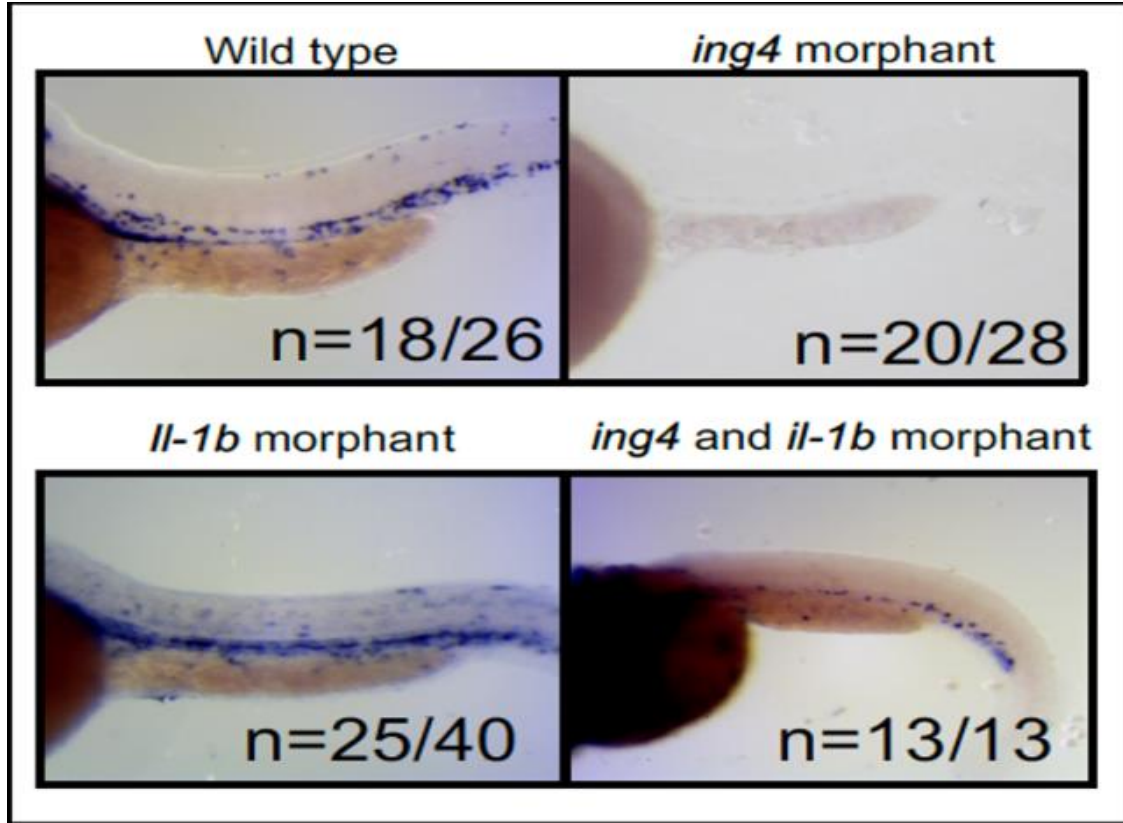 Wild type
ing4 morphant
n=18/26
n=20/28
Il-1b morphant
ing4 and il-1b morphant
n=25/40
n=13/13